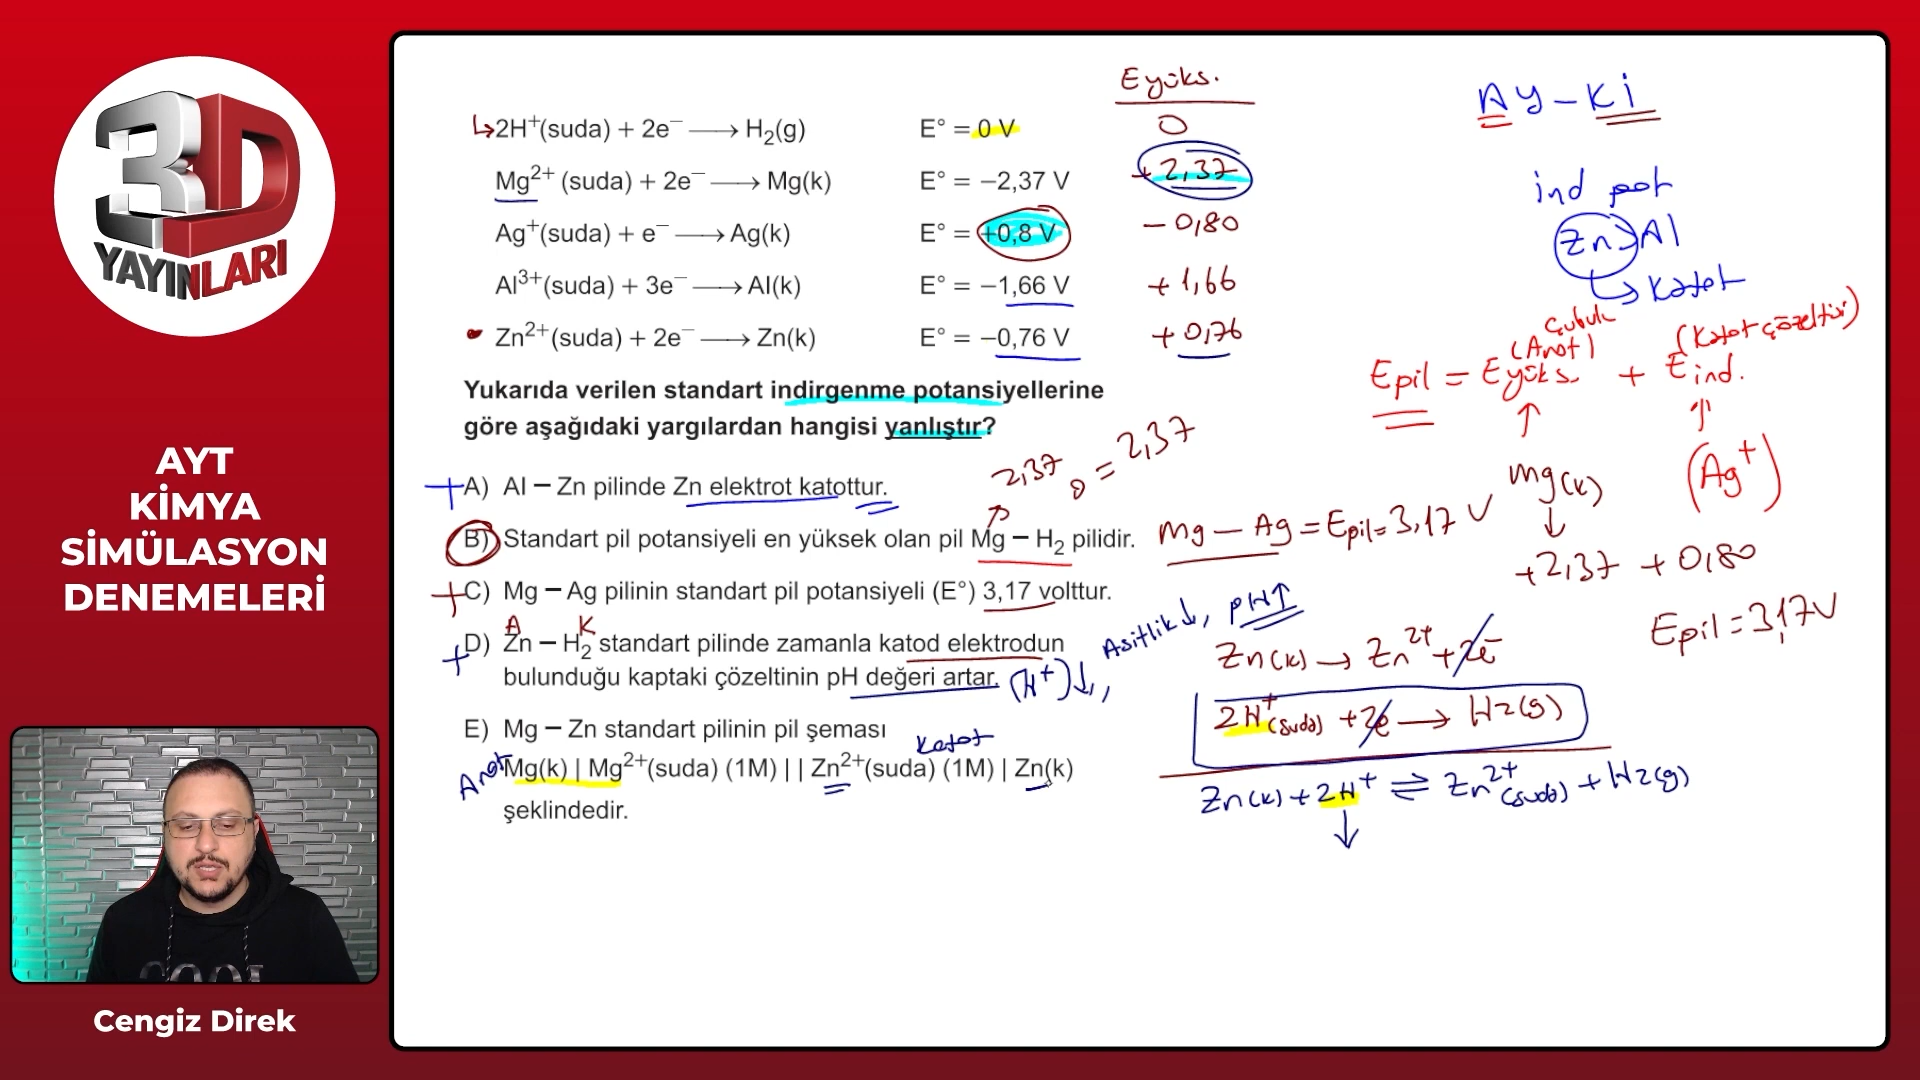 3D
YAYINLARI
AYT
KİMYA
SİMÜLASYON
DENEMELERİ
Cengiz Direk
Eyüks.
2H⁺(suda) + 2e⁻ ⟶ H₂(g) E° = 0 V 0
Mg²⁺ (suda) + 2e⁻ ⟶ Mg(k) E° = −2,37 V + 2,37
Ag⁺(suda) + e⁻ ⟶ Ag(k) E° = +0,8 V − 0,80
Al³⁺(suda) + 3e⁻ ⟶ Al(k) E° = −1,66 V + 1,66
Zn²⁺(suda) + 2e⁻ ⟶ Zn(k) E° = −0,76 V + 0,76
AY – Kİ
ind pot
Zn > Al
↳ Katot
Çubuk
(Anot) (Katot çözeltisi)
Epil = Eyüks. + Eind.
↑ ↑
Mg(k) (Ag⁺)
↓
+2,37 + 0,80
Epil = 3,17V
Yukarıda verilen standart indirgenme potansiyellerine
göre aşağıdaki yargılardan hangisi yanlıştır?
2,37 0 = 2,37
+ A) Al – Zn pilinde Zn elektrot katottur.
B) Standart pil potansiyeli en yüksek olan pil Mg – H₂ pilidir.
Mg – Ag = Epil = 3,17 V
+ C) Mg – Ag pilinin standart pil potansiyeli (E°) 3,17 volttur.
A K
+ D) Zn – H₂ standart pilinde zamanla katod elektrodun
bulunduğu kaptaki çözeltinin pH değeri artar. (H⁺)↓, Asitlik↓, pH↑
E) Mg – Zn standart pilinin pil şeması
Anot Katot
Mg(k) | Mg²⁺(suda) (1M) | | Zn²⁺(suda) (1M) | Zn(k)
şeklindedir.
Zn(k) → Zn²⁺ + 2e⁻
2H⁺(suda) + 2e → H2(g)
Zn(k) + 2H⁺ ⇌ Zn²⁺(suda) + H2(g)
↓